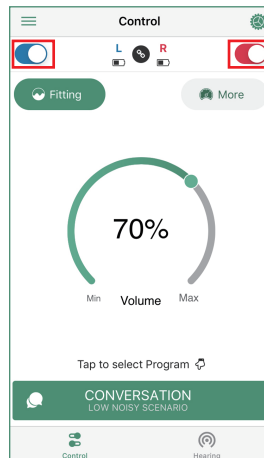 Control
L R
Fitting
More
70%
Min Volume Max
Tap to select Program
CONVERSATION
LOW NOISY SCENARIO
Control Hearing